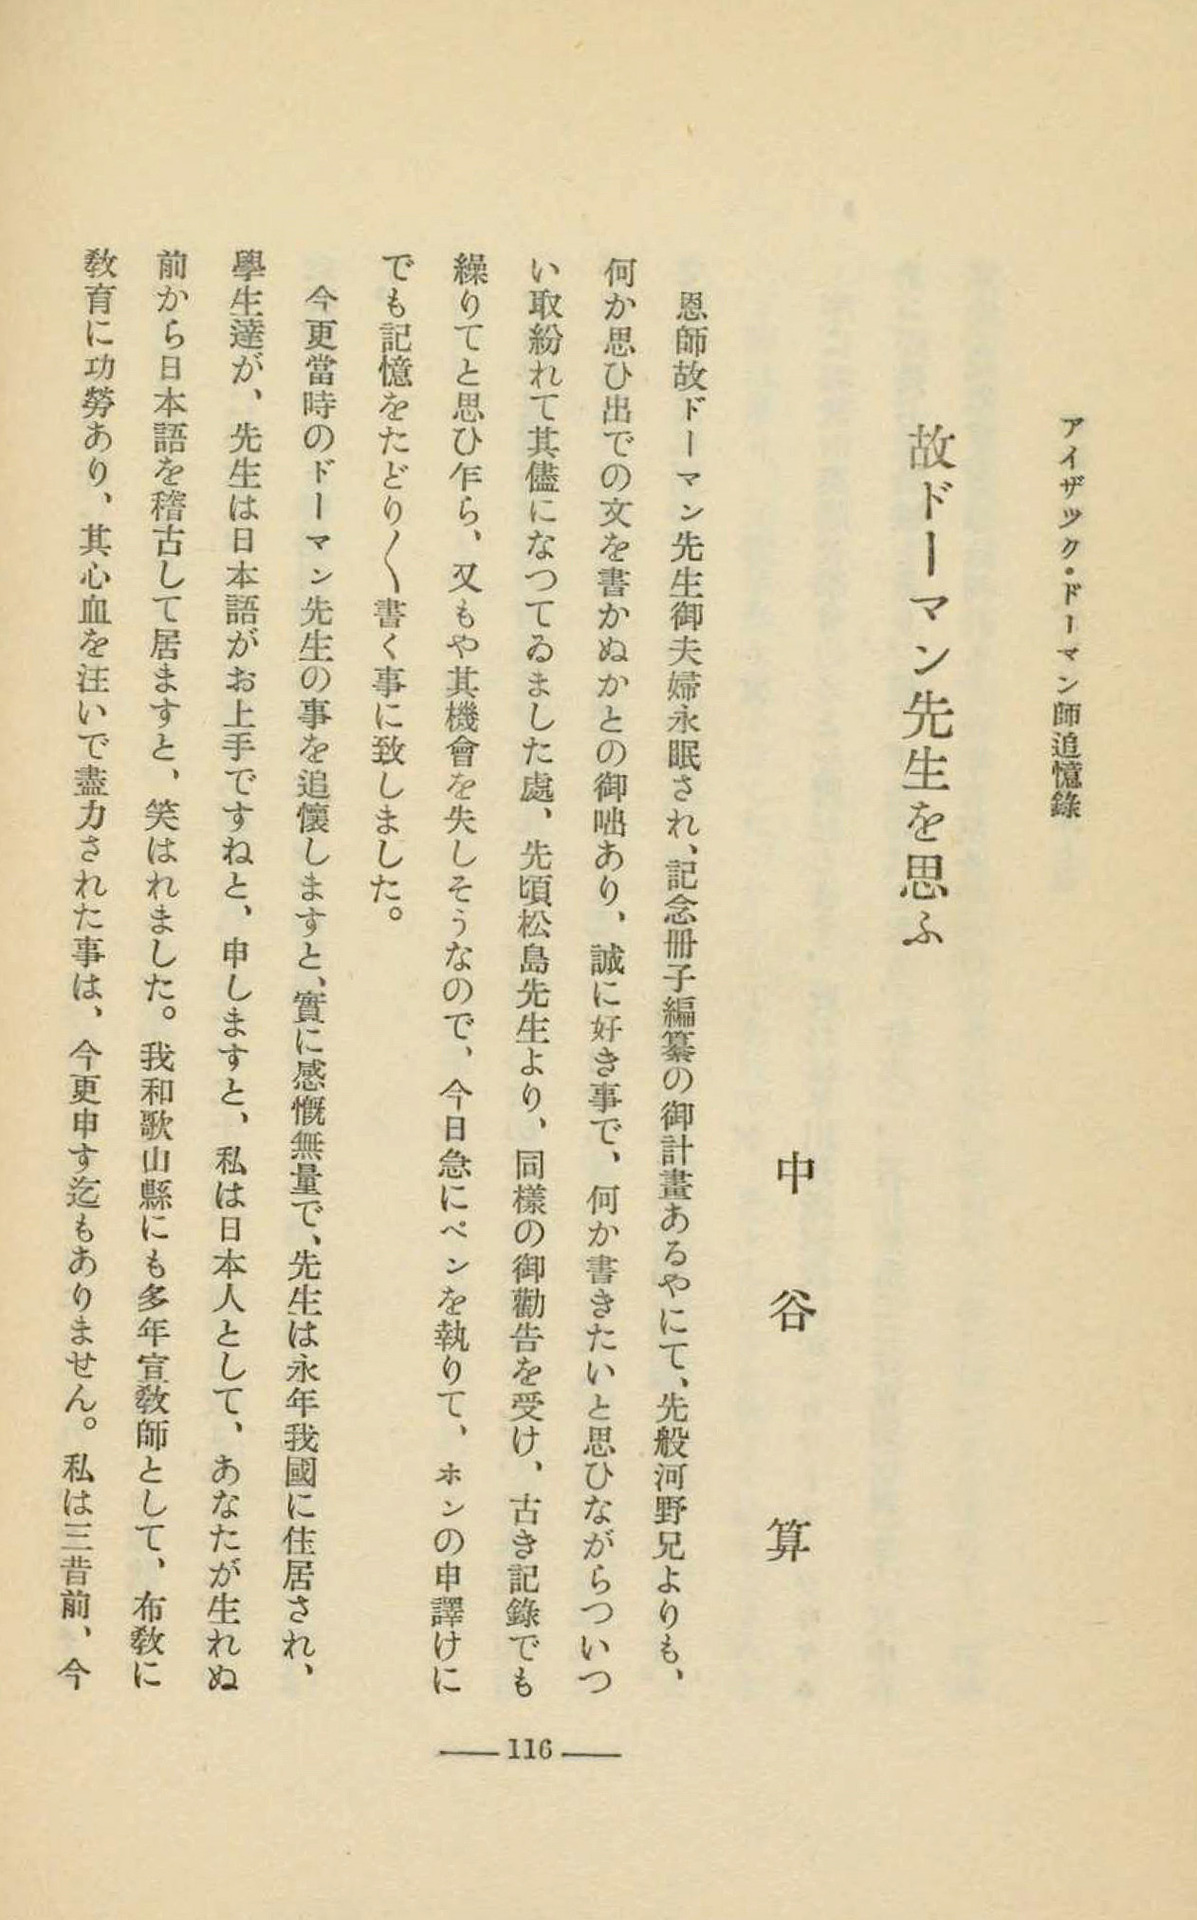 アイザック・ドーマン師追憶錄
故ドーマン先生を思ふ
中谷算
恩師故ドーマン先生御夫婦永眠され、記念冊子編纂の御計畫あるやにて、先般河野兄よりも、
何か思ひ出での文を書かぬかとの御咄あり、誠に好き事で、何か書きたいと思ひながらついつ
い取紛れて其儘になつてゐました處、先頃松島先生より、同樣の御勸告を受け、古き記錄でも
繰りてと思ひ乍ら、又もや其機會を失しそうなので、今日急にペンを執りて、ホンの申譯けに
でも記憶をたどり〱書く事に致しました。
今更當時のドーマン先生の事を追懷しますと、實に感慨無量で、先生は永年我國に住居され、
學生達が、先生は日本語がお上手ですねと、申しますと、私は日本人として、あなたが生れぬ
前から日本語を稽古して居ますと、笑はれました。我和歌山縣にも多年宣敎師として、布敎に
敎育に功勞あり、其心血を注いで盡力された事は、今更申す迄もありません。私は三昔前、今
116